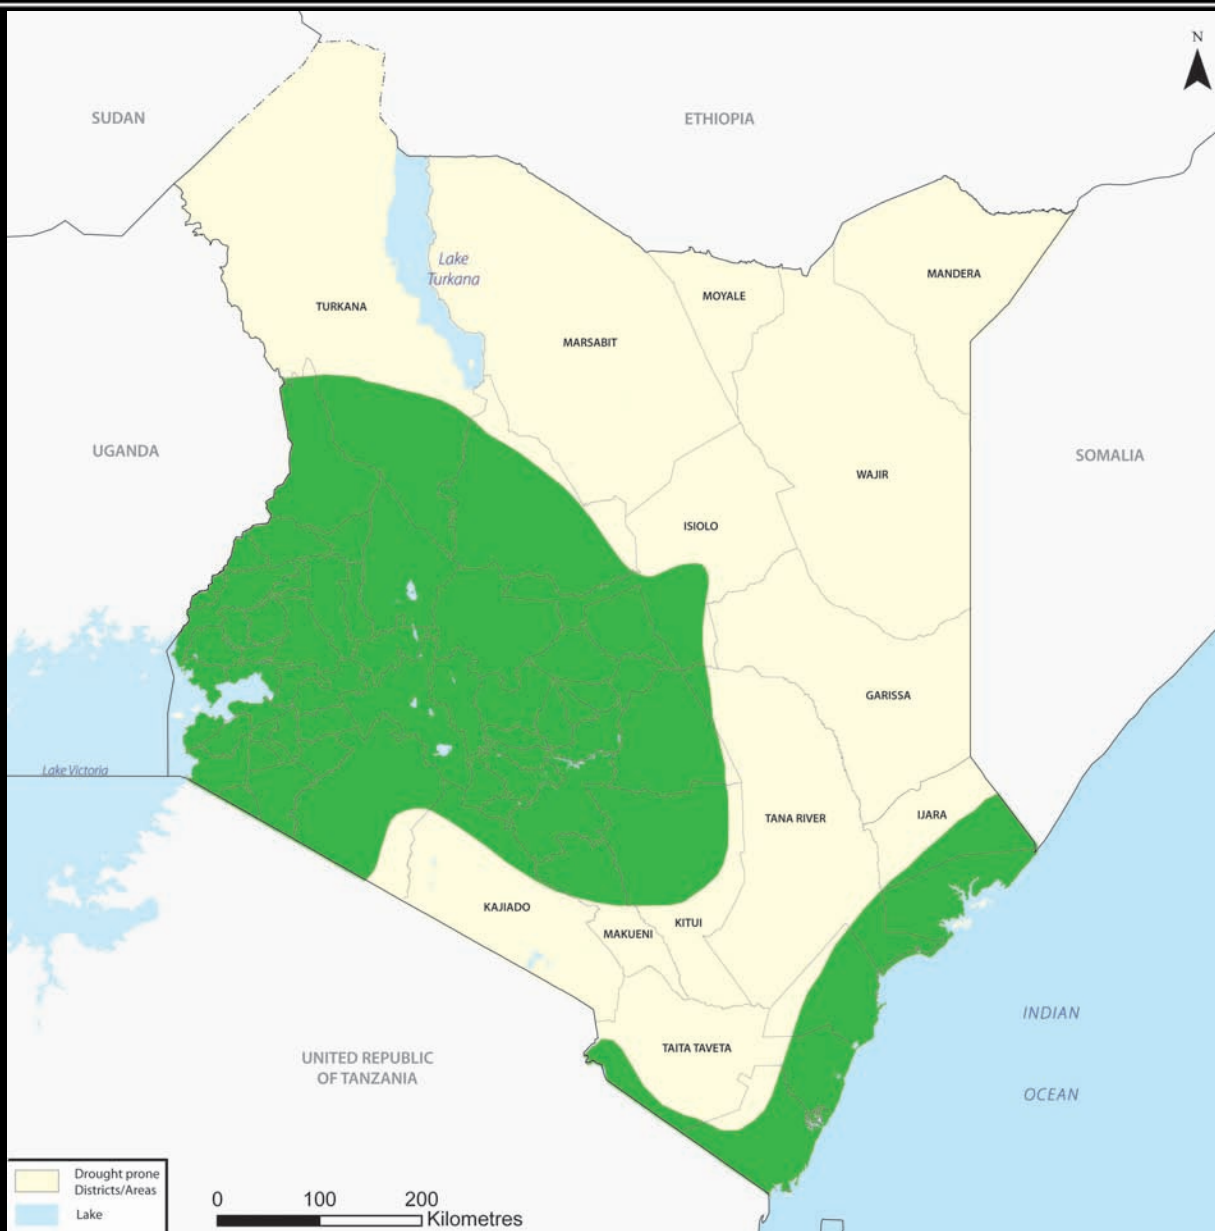 N
SUDAN
ETHIOPIA
Lake
Turkana
MANDERA
MOYALE
TURKANA
MARSABIT
UGANDA
SOMALIA
WAJIR
ISIOLO
GARISSA
Lake Victoria
TANA RIVER
IJARA
KAJIADO
KITUI
MAKUENI
INDIAN
TAITA TAVETA
UNITED REPUBLIC
OF TANZANIA
OCEAN
Drought prone
Districts/Areas
Lake
0 100 200
Kilometres